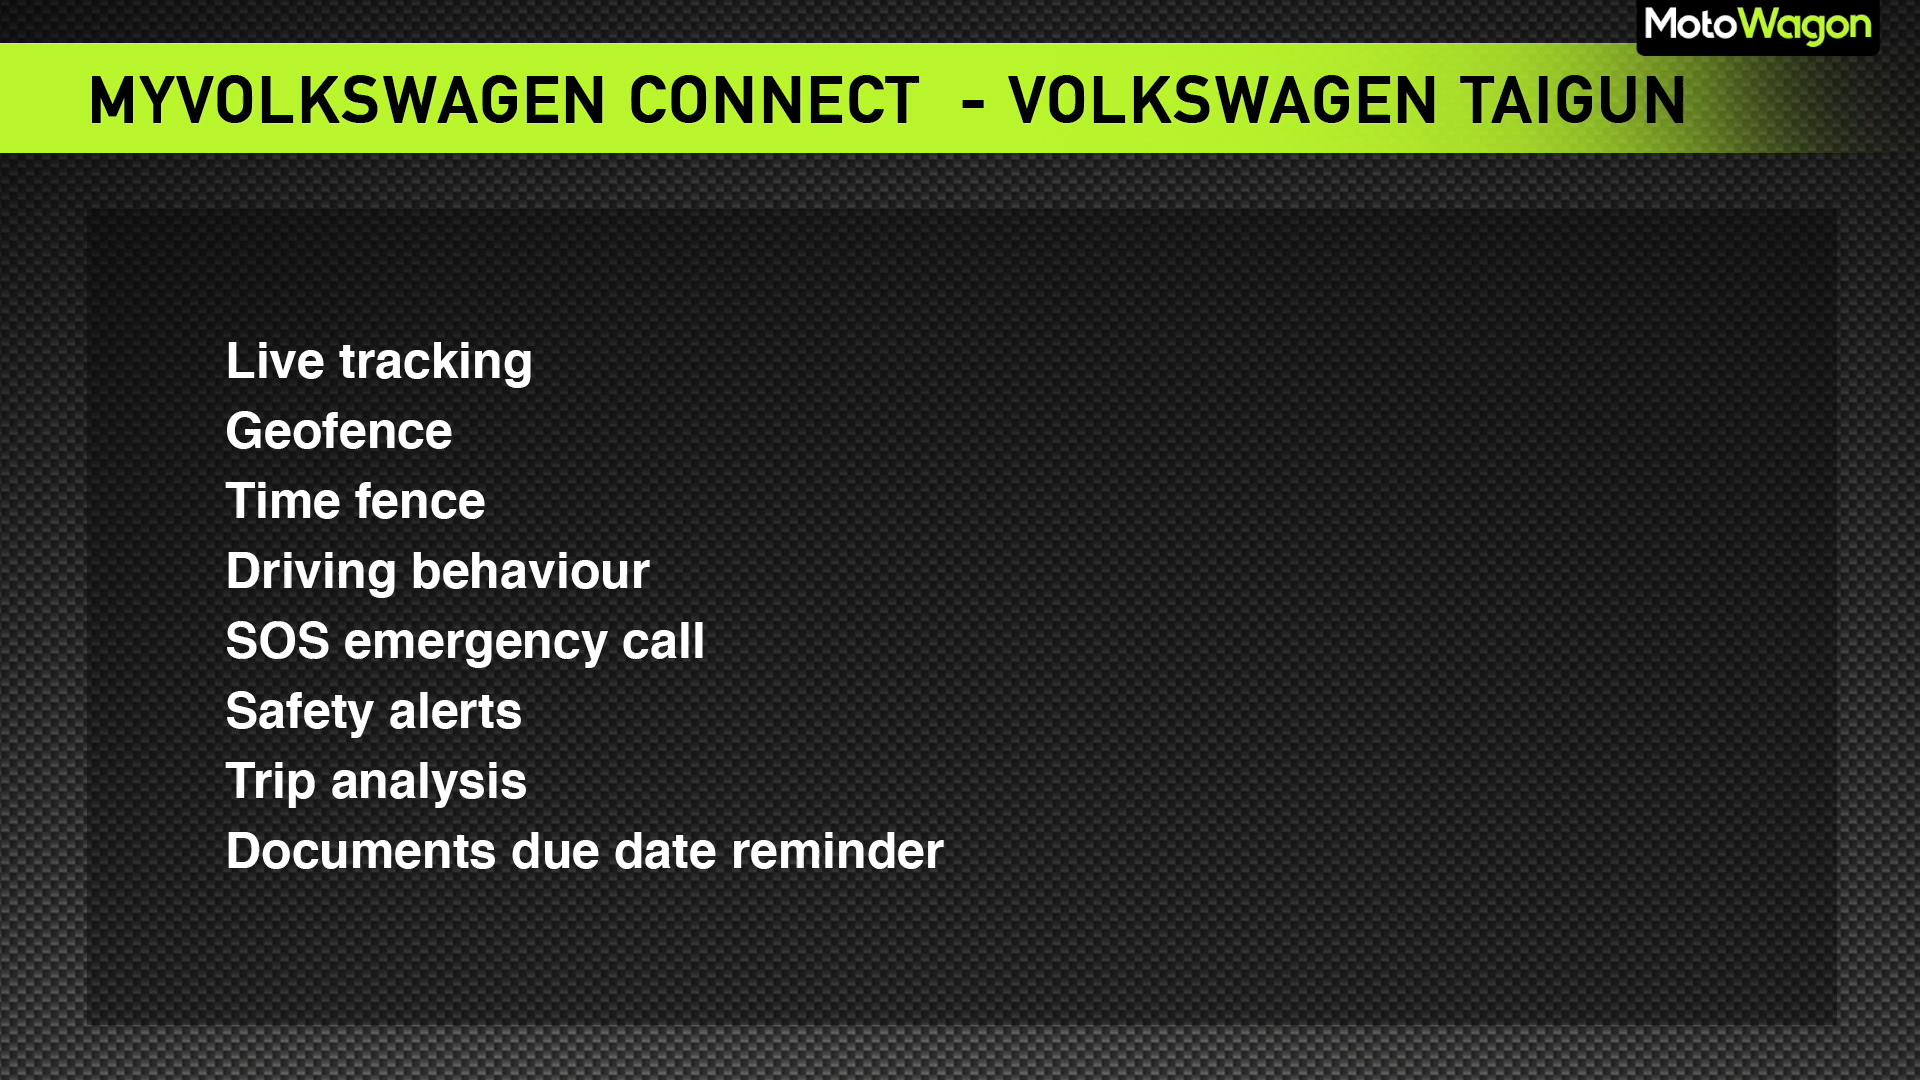 MotoWagon
MYVOLKSWAGEN CONNECT - VOLKSWAGEN TAIGUN
Live tracking
Geofence
Time fence
Driving behaviour
SOS emergency call
Safety alerts
Trip analysis
Documents due date reminder